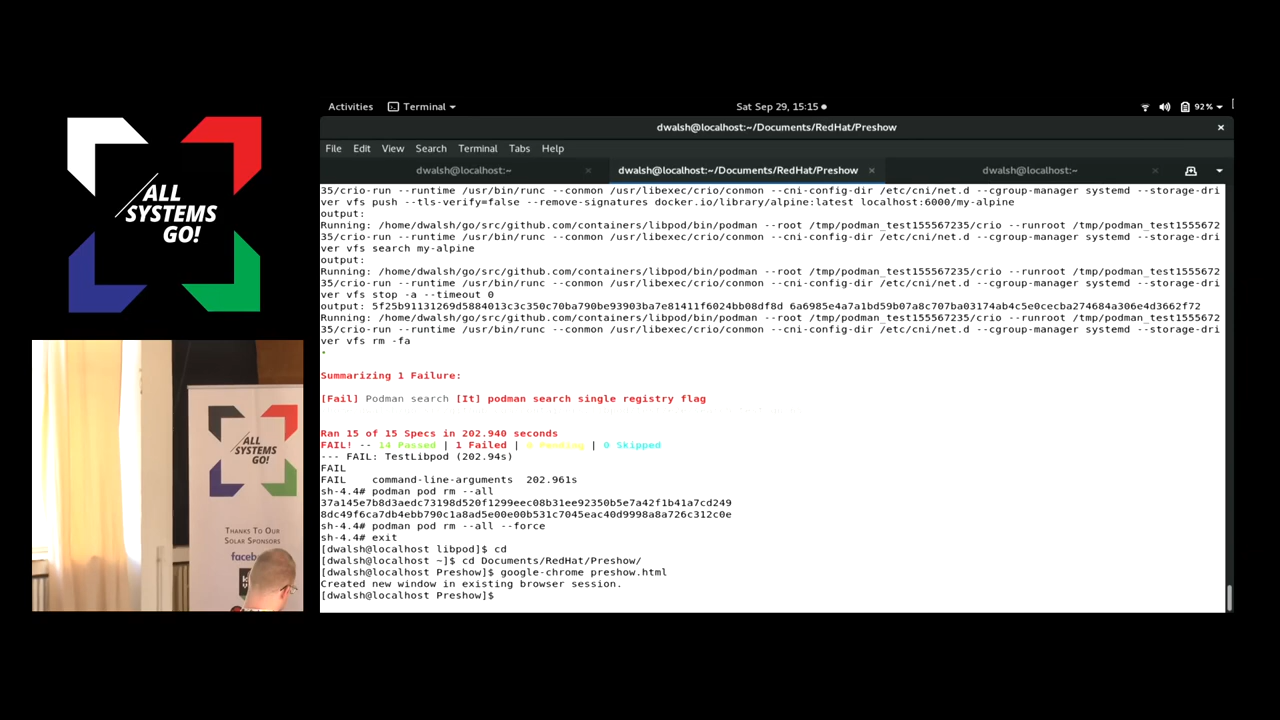 ALL
SYSTEMS
GO!
Activities
Terminal
Sat Sep 29, 15:15
92%
dwalsh@localhost:~/Documents/RedHat/Preshow
File Edit View Search Terminal Tabs Help
dwalsh@localhost:~
dwalsh@localhost:~/Documents/RedHat/Preshow
dwalsh@localhost:~
35/crio-run --runtime /usr/bin/runc --conmon /usr/libexec/crio/conmon --cni-config-dir /etc/cni/net.d --cgroup-manager systemd --storage-dri
ver vfs push --tls-verify=false --remove-signatures docker.io/library/alpine:latest localhost:6000/my-alpine
output:
Running: /home/dwalsh/go/src/github.com/containers/libpod/bin/podman --root /tmp/podman_test155567235/crio --runroot /tmp/podman_test1555672
35/crio-run --runtime /usr/bin/runc --conmon /usr/libexec/crio/conmon --cni-config-dir /etc/cni/net.d --cgroup-manager systemd --storage-dri
ver vfs search my-alpine
output:
Running: /home/dwalsh/go/src/github.com/containers/libpod/bin/podman --root /tmp/podman_test155567235/crio --runroot /tmp/podman_test1555672
35/crio-run --runtime /usr/bin/runc --conmon /usr/libexec/crio/conmon --cni-config-dir /etc/cni/net.d --cgroup-manager systemd --storage-dri
ver vfs stop -a --timeout 0
output: 5f25b91131269d5884013c3c350c70ba790be93903ba7e81411f6024bb08df8d 6a6985e4a7a1bd59b07a8c707ba03174ab4c5e0cecba274684a306e4d3662f72
Running: /home/dwalsh/go/src/github.com/containers/libpod/bin/podman --root /tmp/podman_test155567235/crio --runroot /tmp/podman_test1555672
35/crio-run --runtime /usr/bin/runc --conmon /usr/libexec/crio/conmon --cni-config-dir /etc/cni/net.d --cgroup-manager systemd --storage-dri
ver vfs rm -fa
Summarizing 1 Failure:
[Fail] Podman search [It] podman search single registry flag
Ran 15 of 15 Specs in 202.940 seconds
FAIL! -- 14 Passed | 1 Failed | | 0 Skipped
--- FAIL: TestLibpod (202.94s)
FAIL
FAIL command-line-arguments 202.961s
sh-4.4# podman pod rm --all
37a145e7b8d3aedc73198d520f1299eec08b31ee92350b5e7a42f1b41a7cd249
8dc49f6ca7db4ebb790c1a8ad5e00e00b531c7045eac40d9998a8a726c312c0e
sh-4.4# podman pod rm --all --force
sh-4.4# exit
[dwalsh@localhost libpod]$ cd
[dwalsh@localhost ~]$ cd Documents/RedHat/Preshow/
[dwalsh@localhost Preshow]$ google-chrome preshow.html
Created new window in existing browser session.
[dwalsh@localhost Preshow]$
ALL
SYSTEMS
GO!
THANKS TO OUR
SOLAR SPONSORS